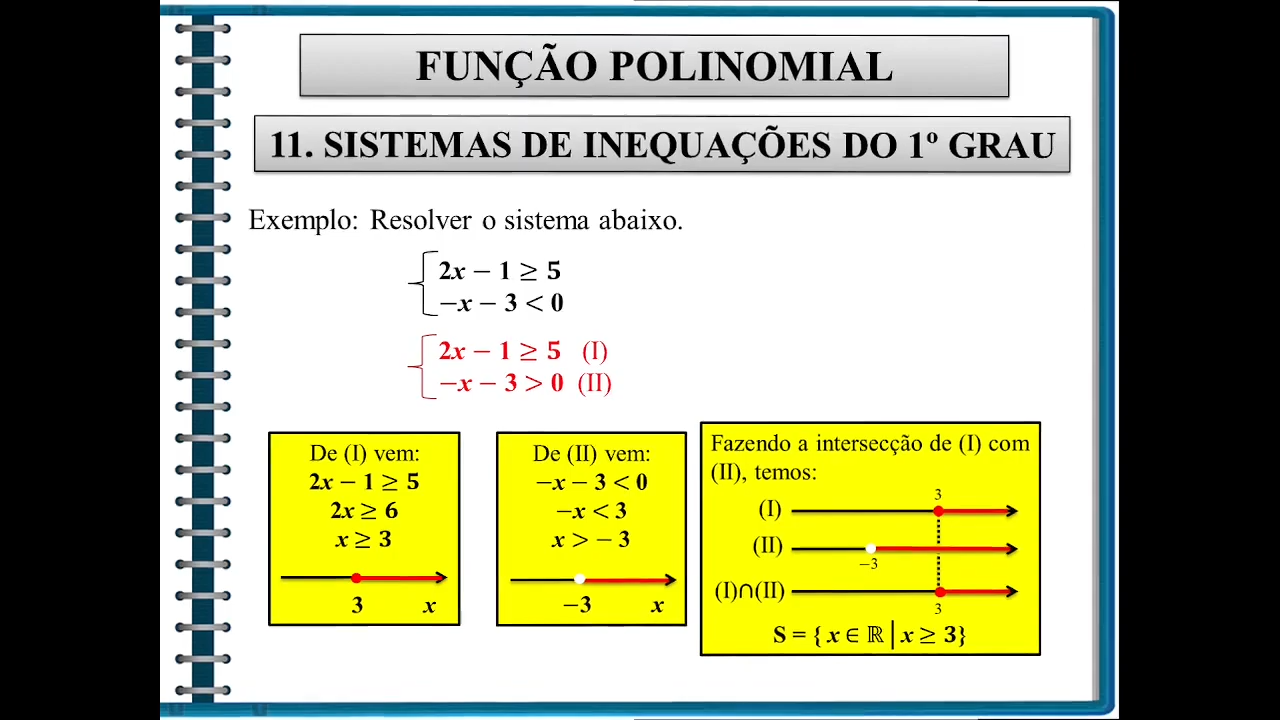 FUNÇÃO POLINOMIAL
11. SISTEMAS DE INEQUAÇÕES DO 1º GRAU
Exemplo: Resolver o sistema abaixo.
2x − 1 ≥ 5
−x − 3 < 0
2x − 1 ≥ 5 (I)
−x − 3 > 0 (II)
De (I) vem:
2x − 1 ≥ 5
2x ≥ 6
x ≥ 3
3 x
De (II) vem:
−x − 3 < 0
−x < 3
x > − 3
−3 x
Fazendo a intersecção de (I) com
(II), temos:
3
(I)
(II)
−3
(I)∩(II)
3
S = { x ∈ ℝ | x ≥ 3}